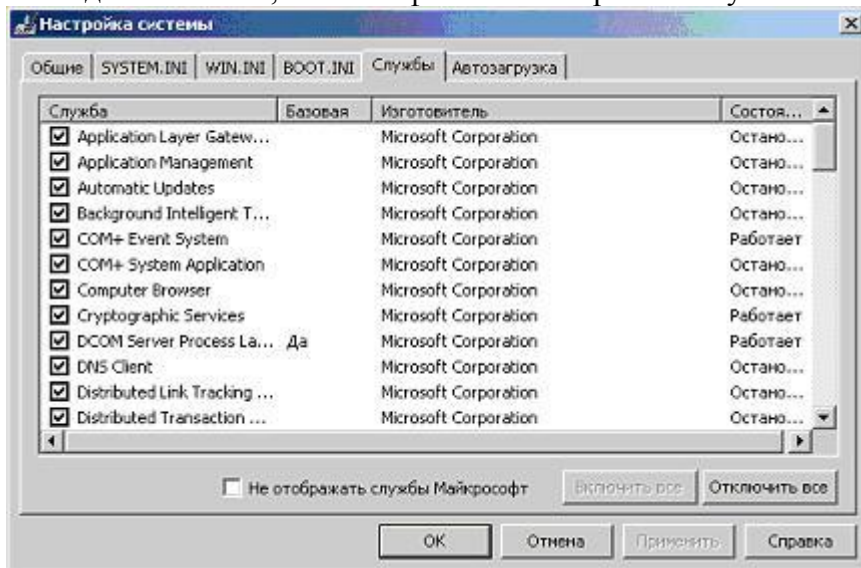 Настройка системы
Общие SYSTEM.INI WIN.INI BOOT.INI Службы Автозагрузка
Служба Базовая Изготовитель Состоя...
Application Layer Gatew... Microsoft Corporation Остано...
Application Management Microsoft Corporation Остано...
Automatic Updates Microsoft Corporation Остано...
Background Intelligent T... Microsoft Corporation Остано...
COM+ Event System Microsoft Corporation Работает
COM+ System Application Microsoft Corporation Остано...
Computer Browser Microsoft Corporation Остано...
Cryptographic Services Microsoft Corporation Работает
DCOM Server Process La... Да Microsoft Corporation Работает
DNS Client Microsoft Corporation Остано...
Distributed Link Tracking ... Microsoft Corporation Остано...
Distributed Transaction ... Microsoft Corporation Остано...
Не отображать службы Майкрософт Включить все Отключить все
OK Отмена Применить Справка